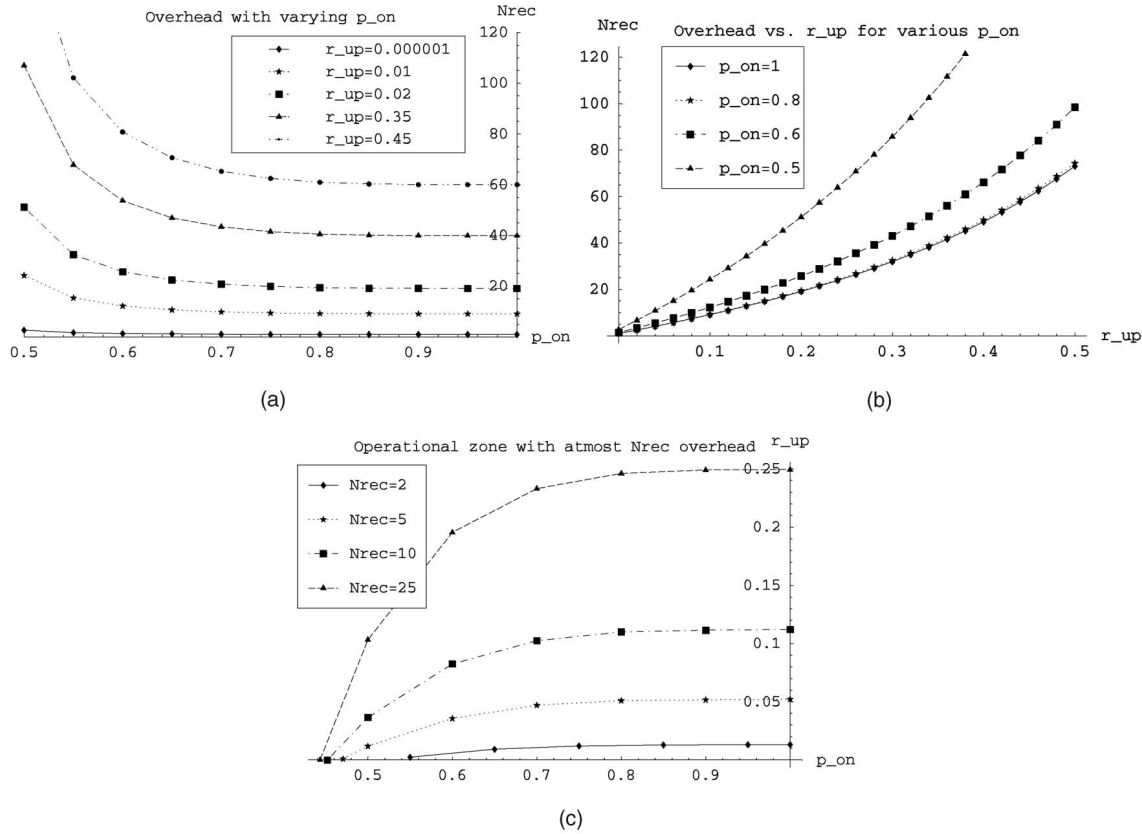 Overhead with varying p_on
Nrec
r_up=0.000001
r_up=0.01
r_up=0.02
r_up=0.35
r_up=0.45
120
100
80
60
40
20
0.5 0.6 0.7 0.8 0.9
p_on
(a)
Nrec
Overhead vs. r_up for various p_on
p_on=1
p_on=0.8
p_on=0.6
p_on=0.5
120
100
80
60
40
20
0.1 0.2 0.3 0.4 0.5
r_up
(b)
Operational zone with atmost Nrec overhead
r_up
Nrec=2
Nrec=5
Nrec=10
Nrec=25
0.25
0.2
0.15
0.1
0.05
0.5 0.6 0.7 0.8 0.9
p_on
(c)